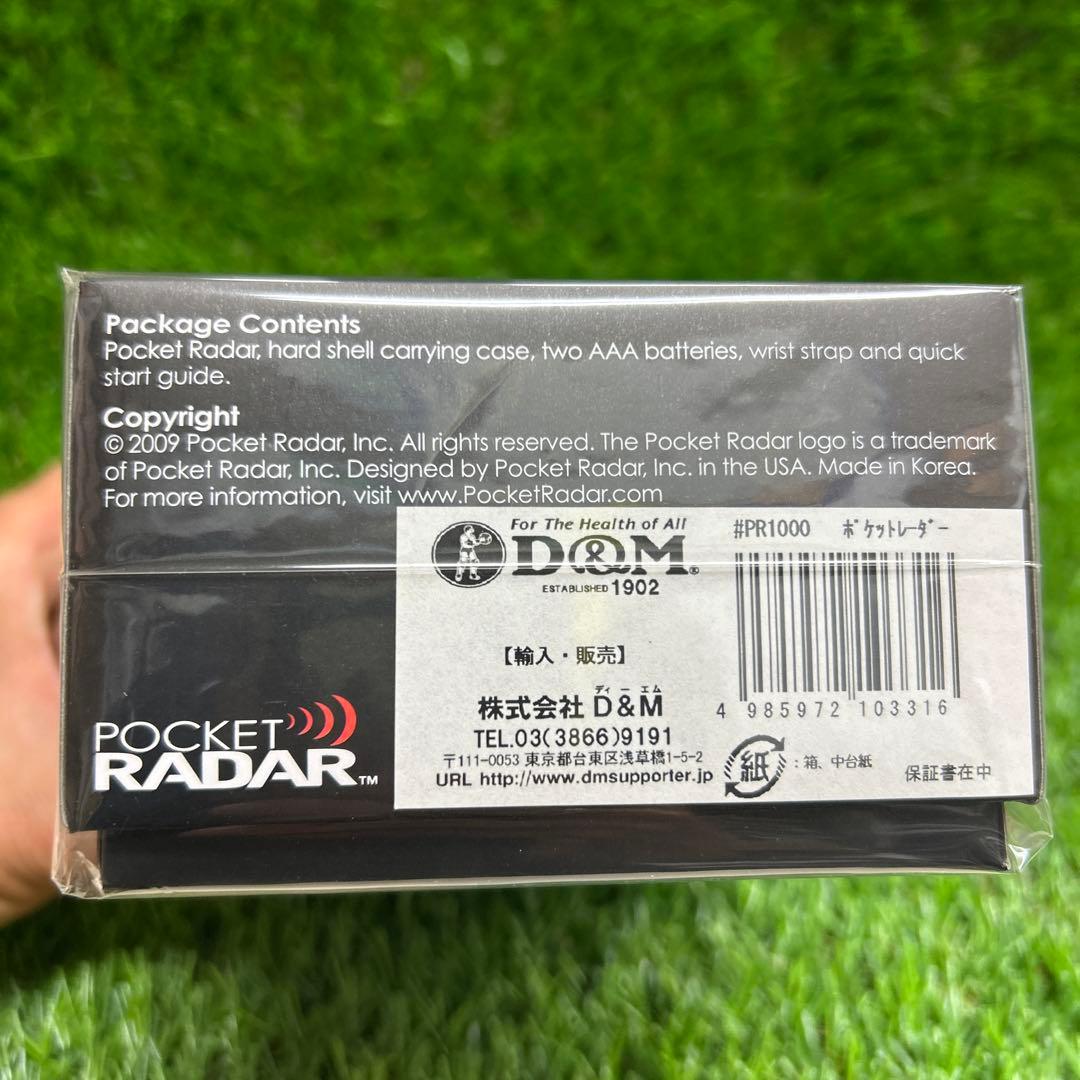 Package Contents
Pocket Radar, hard shell carrying case, two AAA batteries, wrist strap and quick
start guide.
Copyright
© 2009 Pocket Radar, Inc. All rights reserved. The Pocket Radar logo is a trademark
of Pocket Radar, Inc. Designed by Pocket Radar, Inc. in the USA. Made in Korea.
For more information, visit www.PocketRadar.com
For The Health of All
D&M®
ESTABLISHED 1902
#PR1000 ポケットレーダー
【輸入・販売】
ディーエム
株式会社 D&M
TEL.03(3866)9191
〒111-0053 東京都台東区浅草橋1-5-2
URL http://www.dmsupporter.jp
4 985972 103316
紙 : 箱、中台紙
保証書在中
POCKET
RADAR™